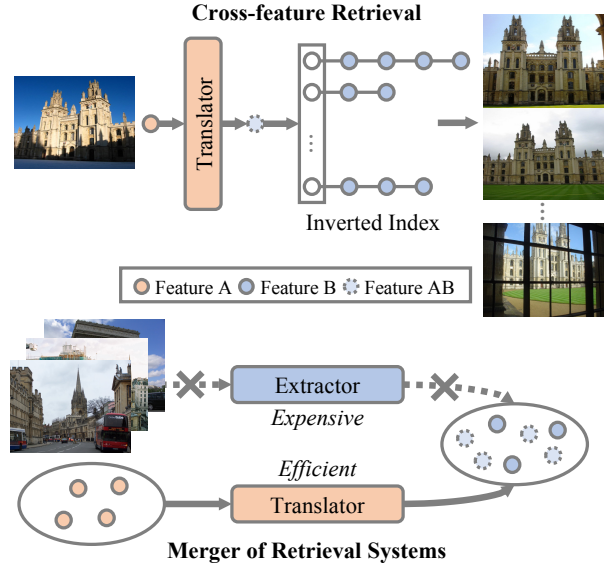 Cross-feature Retrieval
Translator
Inverted Index
Feature A Feature B Feature AB
Extractor
Expensive
Efficient
Translator
Merger of Retrieval Systems